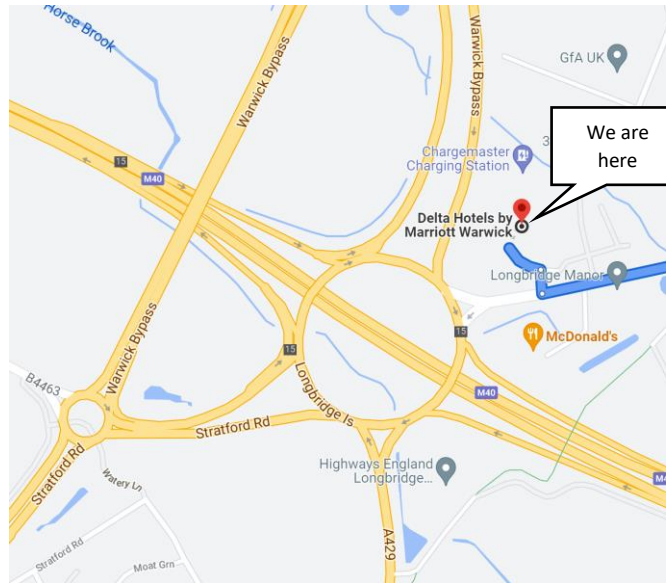 Horse Brook
Warwick Bypass
Warwick Bypass
GfA UK
We are
here
15
M40
Chargemaster
Charging Station
3
Delta Hotels by
Marriott Warwick
Longbridge Manor
15
McDonald's
Warwick Bypass
15
M40
B4463
Longbridge Is
Stratford Rd
Stratford Rd
Watery Ln
Highways England
Longbridge...
M4
A429
Stratford Rd
Moat Grn